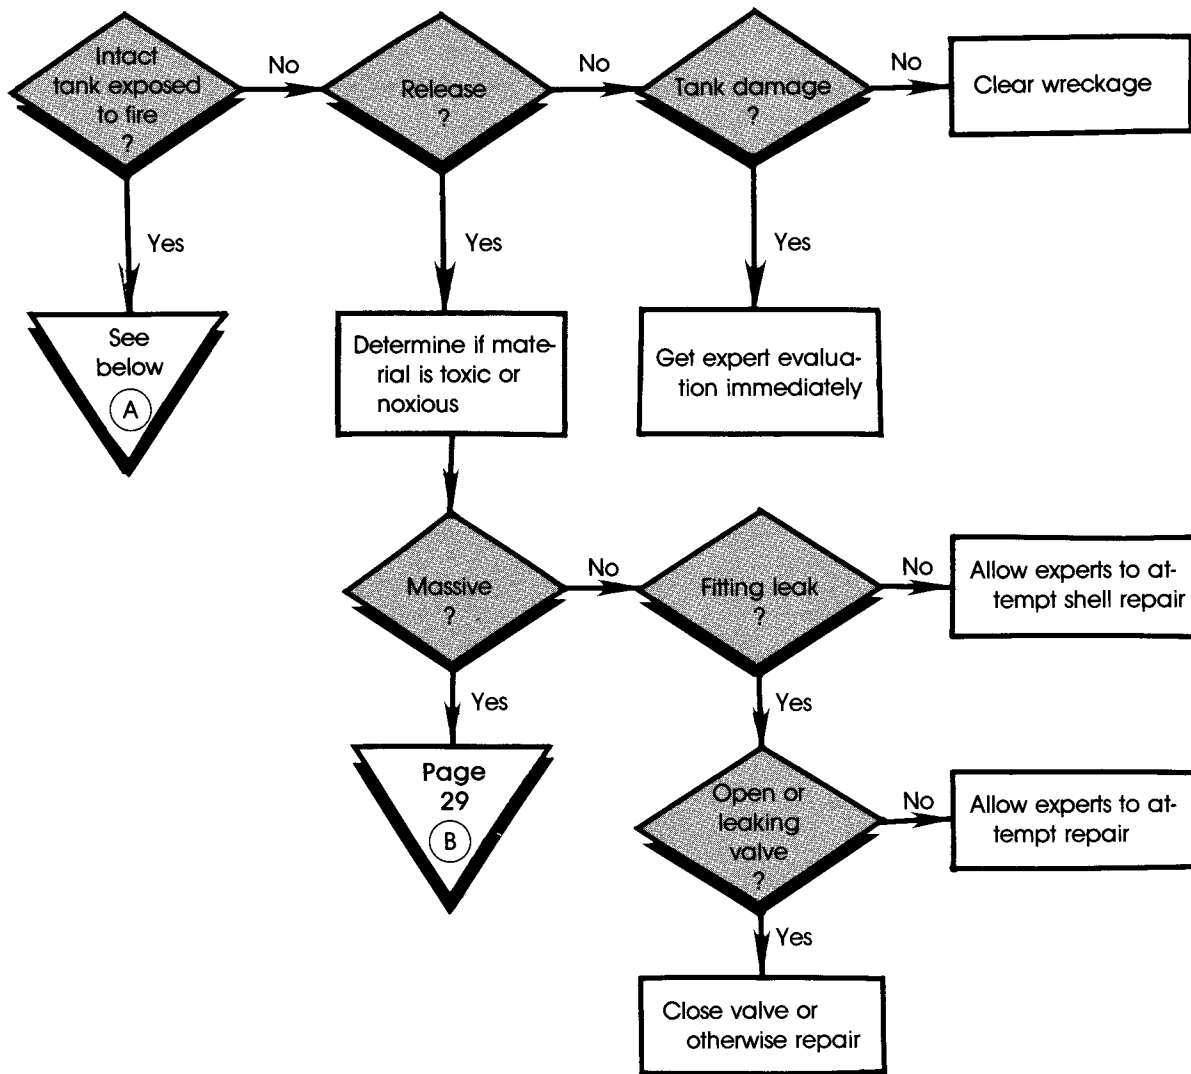 Intact
tank exposed
to fire
?
No
Release
?
No
Tank damage
?
No
Clear wreckage
Yes
Yes
Yes
See
below
A
Determine if mate-
rial is toxic or
noxious
Get expert evalua-
tion immediately
Massive
?
No
Fitting leak
?
No
Allow experts to at-
tempt shell repair
Yes
Yes
Page
29
B
Open or
leaking
valve
?
No
Allow experts to at-
tempt repair
Yes
Close valve or
otherwise repair